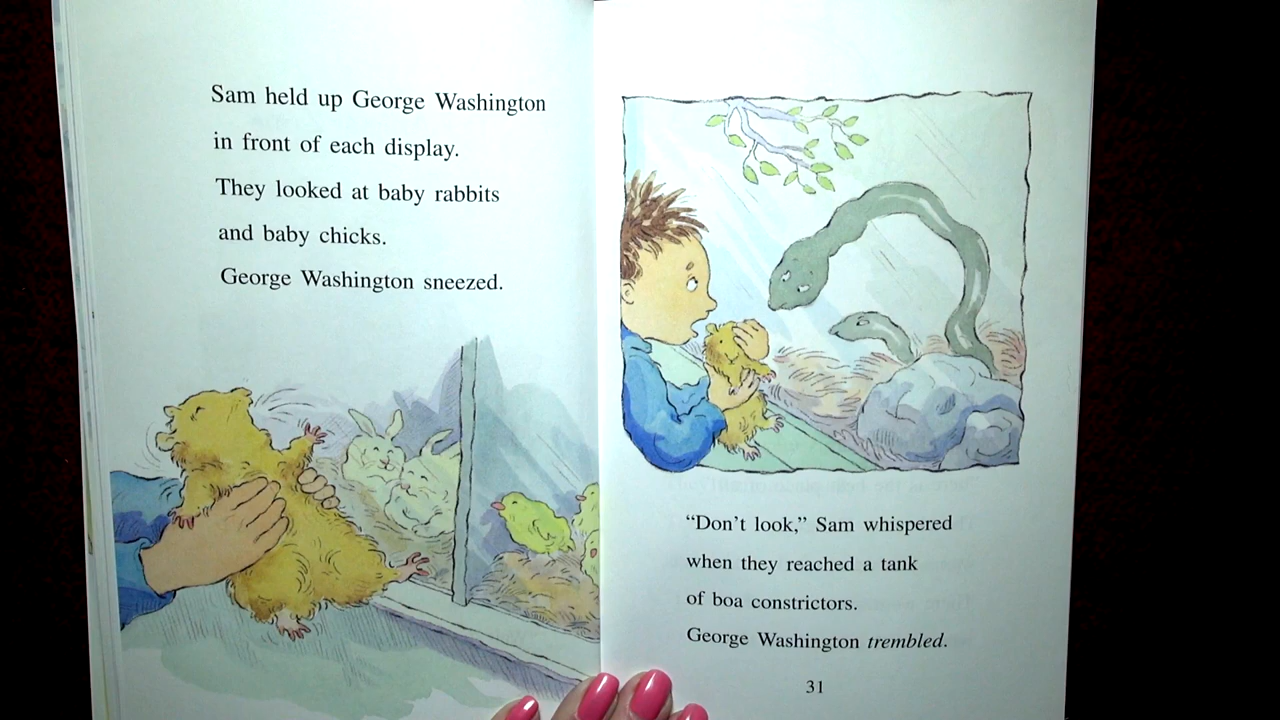 Sam held up George Washington
in front of each display.
They looked at baby rabbits
and baby chicks.
George Washington sneezed.
“Don’t look,” Sam whispered
when they reached a tank
of boa constrictors.
George Washington trembled.
31